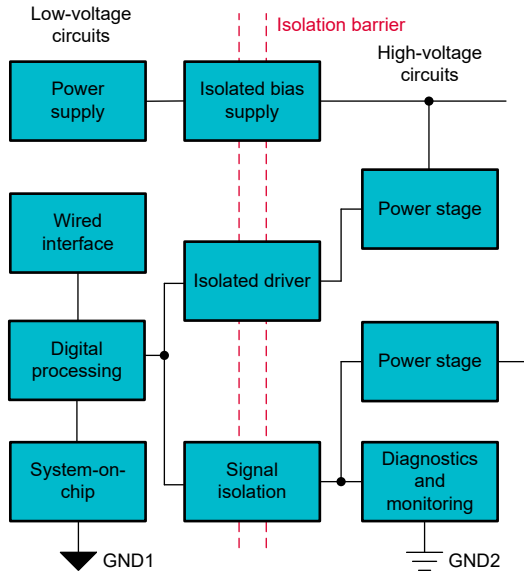 Low-voltage
circuits
Isolation barrier
High-voltage
circuits
Power
supply
Isolated bias
supply
Power stage
Wired
interface
Isolated driver
Digital
processing
Power stage
System-on-
chip
Signal
isolation
Diagnostics
and
monitoring
GND1
GND2